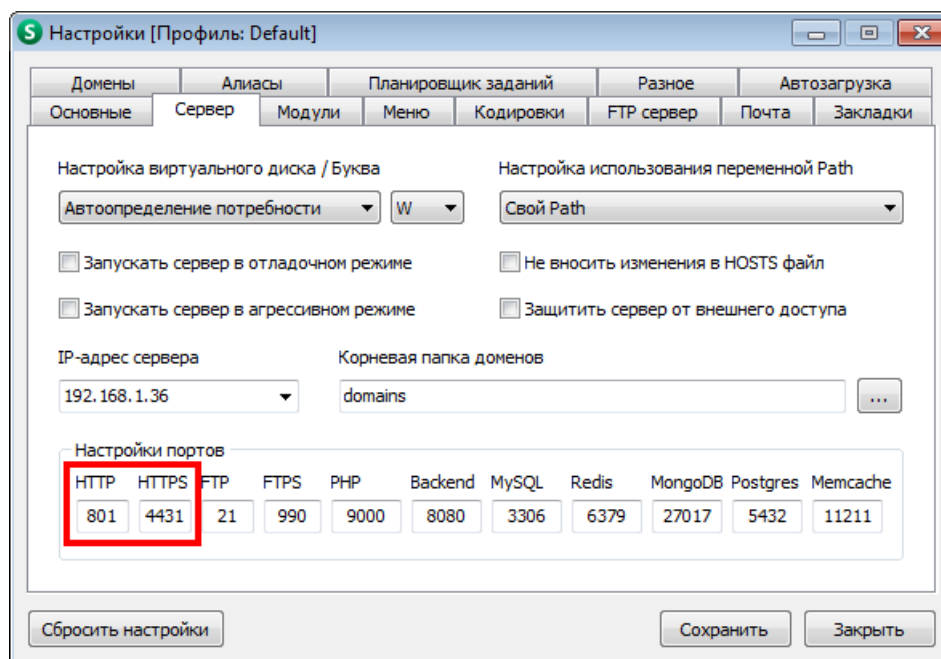 S Настройки [Профиль: Default]
Домены Алиасы Планировщик заданий Разное Автозагрузка
Основные Сервер Модули Меню Кодировки FTP сервер Почта Закладки
Настройка виртуального диска / Буква Настройка использования переменной Path
Автоопределение потребности W Свой Path
Запускать сервер в отладочном режиме Не вносить изменения в HOSTS файл
Запускать сервер в агрессивном режиме Защитить сервер от внешнего доступа
IP-адрес сервера Корневая папка доменов
192.168.1.36 domains ...
Настройки портов
HTTP HTTPS FTP FTPS PHP Backend MySQL Redis MongoDB Postgres Memcache
801 4431 21 990 9000 8080 3306 6379 27017 5432 11211
Сбросить настройки Сохранить Закрыть